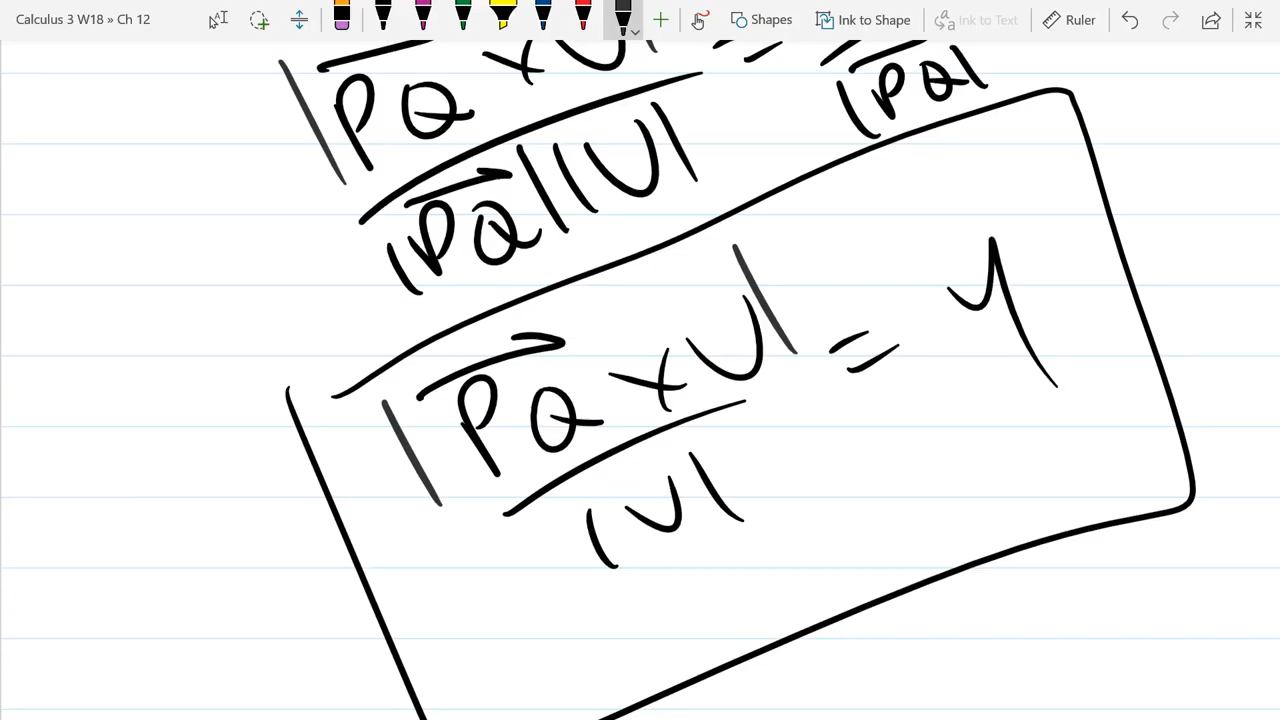 Calculus 3 W18 » Ch 12
Shapes
Ink to Shape
Ink to Text
Ruler
|PQ × U| =
|PQ||U|
|PQ|
|PQ × U| = y
|U|